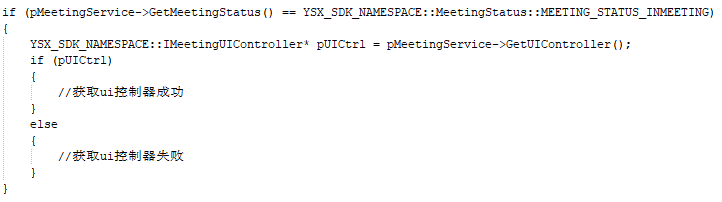 if (pMeetingService->GetMeetingStatus() == YSX_SDK_NAMESPACE::MeetingStatus::MEETING_STATUS_INMEETING)
{
    YSX_SDK_NAMESPACE::IMeetingUIController* pUICtrl = pMeetingService->GetUIController();
    if (pUICtrl)
    {
        //获取ui控制器成功
    }
    else
    {
        //获取ui控制器失败
    }
}